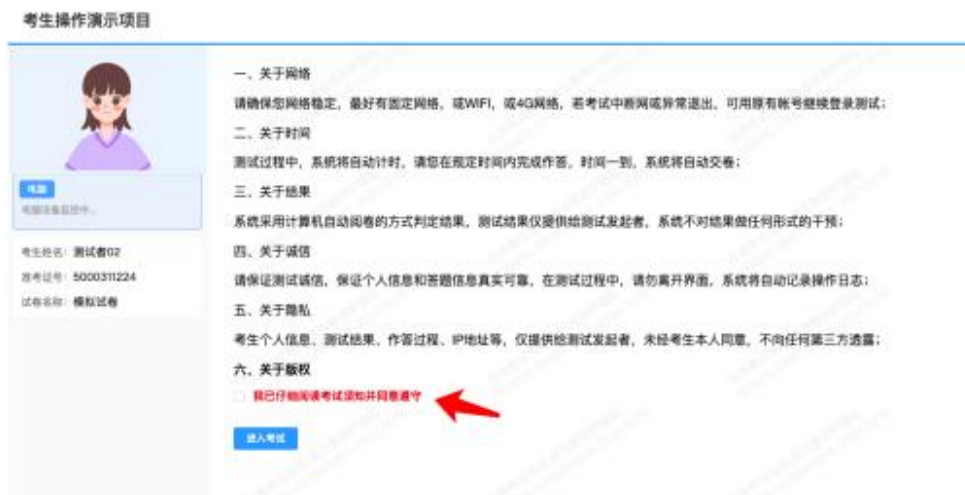 考生操作演示项目
一、关于网络
请确保您网络稳定，最好有固定网络，或WIFI，或4G网络，若考试中断网或异常退出，可用原有帐号继续登录测试；
二、关于时间
测试过程中，系统将自动计时，请您在规定时间内完成作答，时间一到，系统将自动交卷；
三、关于结果
系统采用计算机自动阅卷的方式判定结果，测试结果仅提供给测试发起者，系统不对结果做任何形式的干预；
四、关于诚信
请保证测试诚信，保证个人信息和答题信息真实可靠，在测试过程中，请勿离开界面，系统将自动记录操作日志；
五、关于隐私
考生个人信息、测试结果、作答过程、IP地址等，仅提供给测试发起者，未经考生本人同意，不向任何第三方透露；
六、关于版权
我已仔细阅读考试须知并同意遵守
进入考试
电脑
电脑设备监控中...
考生姓名：测试者02
准考证号：5000311224
试卷名称：模拟试卷